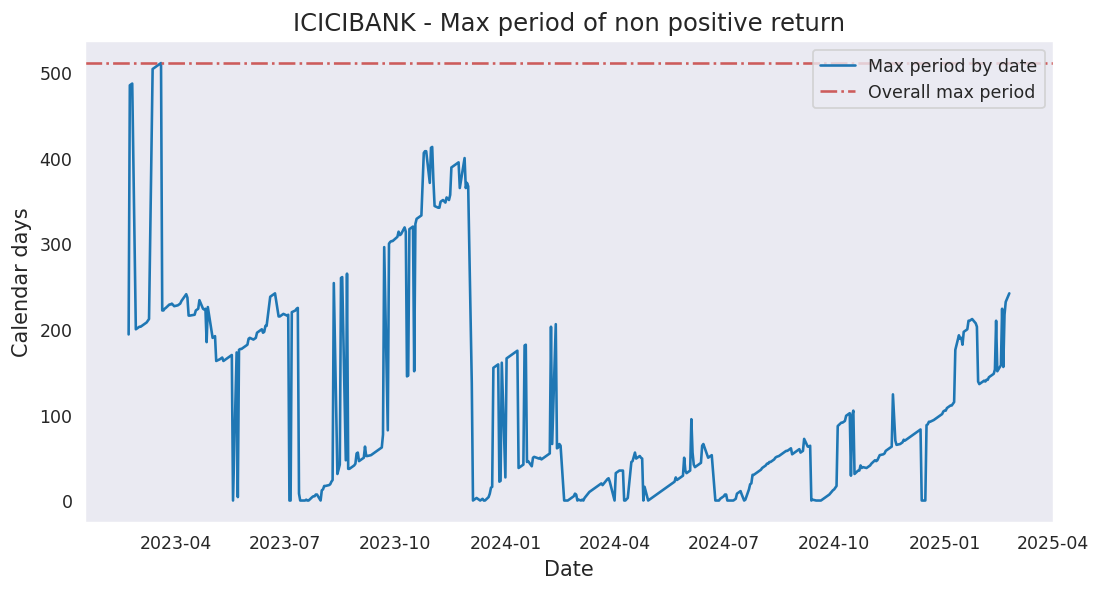 ICICIBANK - Max period of non positive return
Max period by date
Overall max period
Calendar days
500
400
300
200
100
0
2023-04 2023-07 2023-10 2024-01 2024-04 2024-07 2024-10 2025-01 2025-04
Date